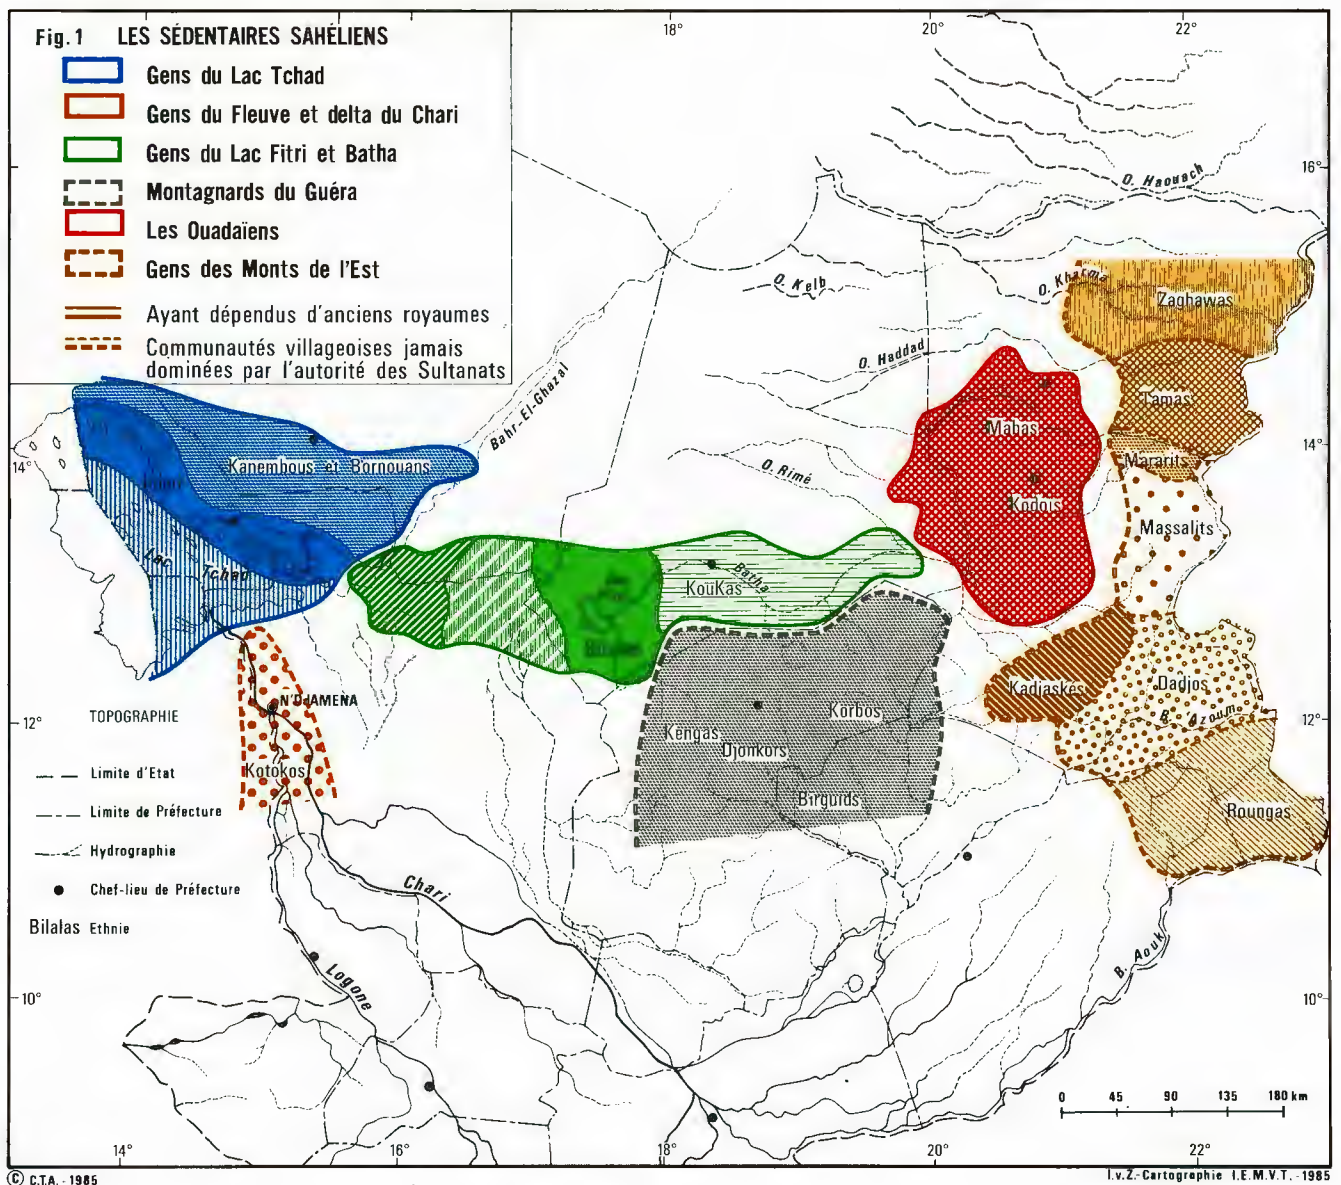 Fig.1 LES SÉDENTAIRES SAHÉLIENS
Gens du Lac Tchad
Gens du Fleuve et delta du Chari
Gens du Lac Fitri et Batha
Montagnards du Guéra
Les Ouadaïens
Gens des Monts de l'Est
Ayant dépendus d'anciens royaumes
Communautés villageoises jamais
dominées par l'autorité des Sultanats
18°
20°
22°
16°
16°
O. Haouach
O. Kharma
O. Kelb
Zaghawas
O. Haddad
Tamas
Bahr-El-Ghazal
Mabas
14°
14°
Kanembous et Bornouans
Mararits
O. Rimé
Kodois
Massalits
Lac
Tchad
Batha
Koukas
Bilalas
Kadjaskés
Dadjos
R. Azoum
N'DJAMENA
Kotokos
Kengas
Djonkors
Korbos
Birguids
Roungas
12°
12°
TOPOGRAPHIE
Limite d'Etat
Limite de Préfecture
Hydrographie
Chef-lieu de Préfecture
Bilalas Ethnie
Chari
Logone
B. Aouk
10°
10°
0 45 90 135 180 km
14°
16°
18°
20°
22°
© C.T.A. - 1985
I.v.Z.-Cartographie I.E.M.V.T. - 1985